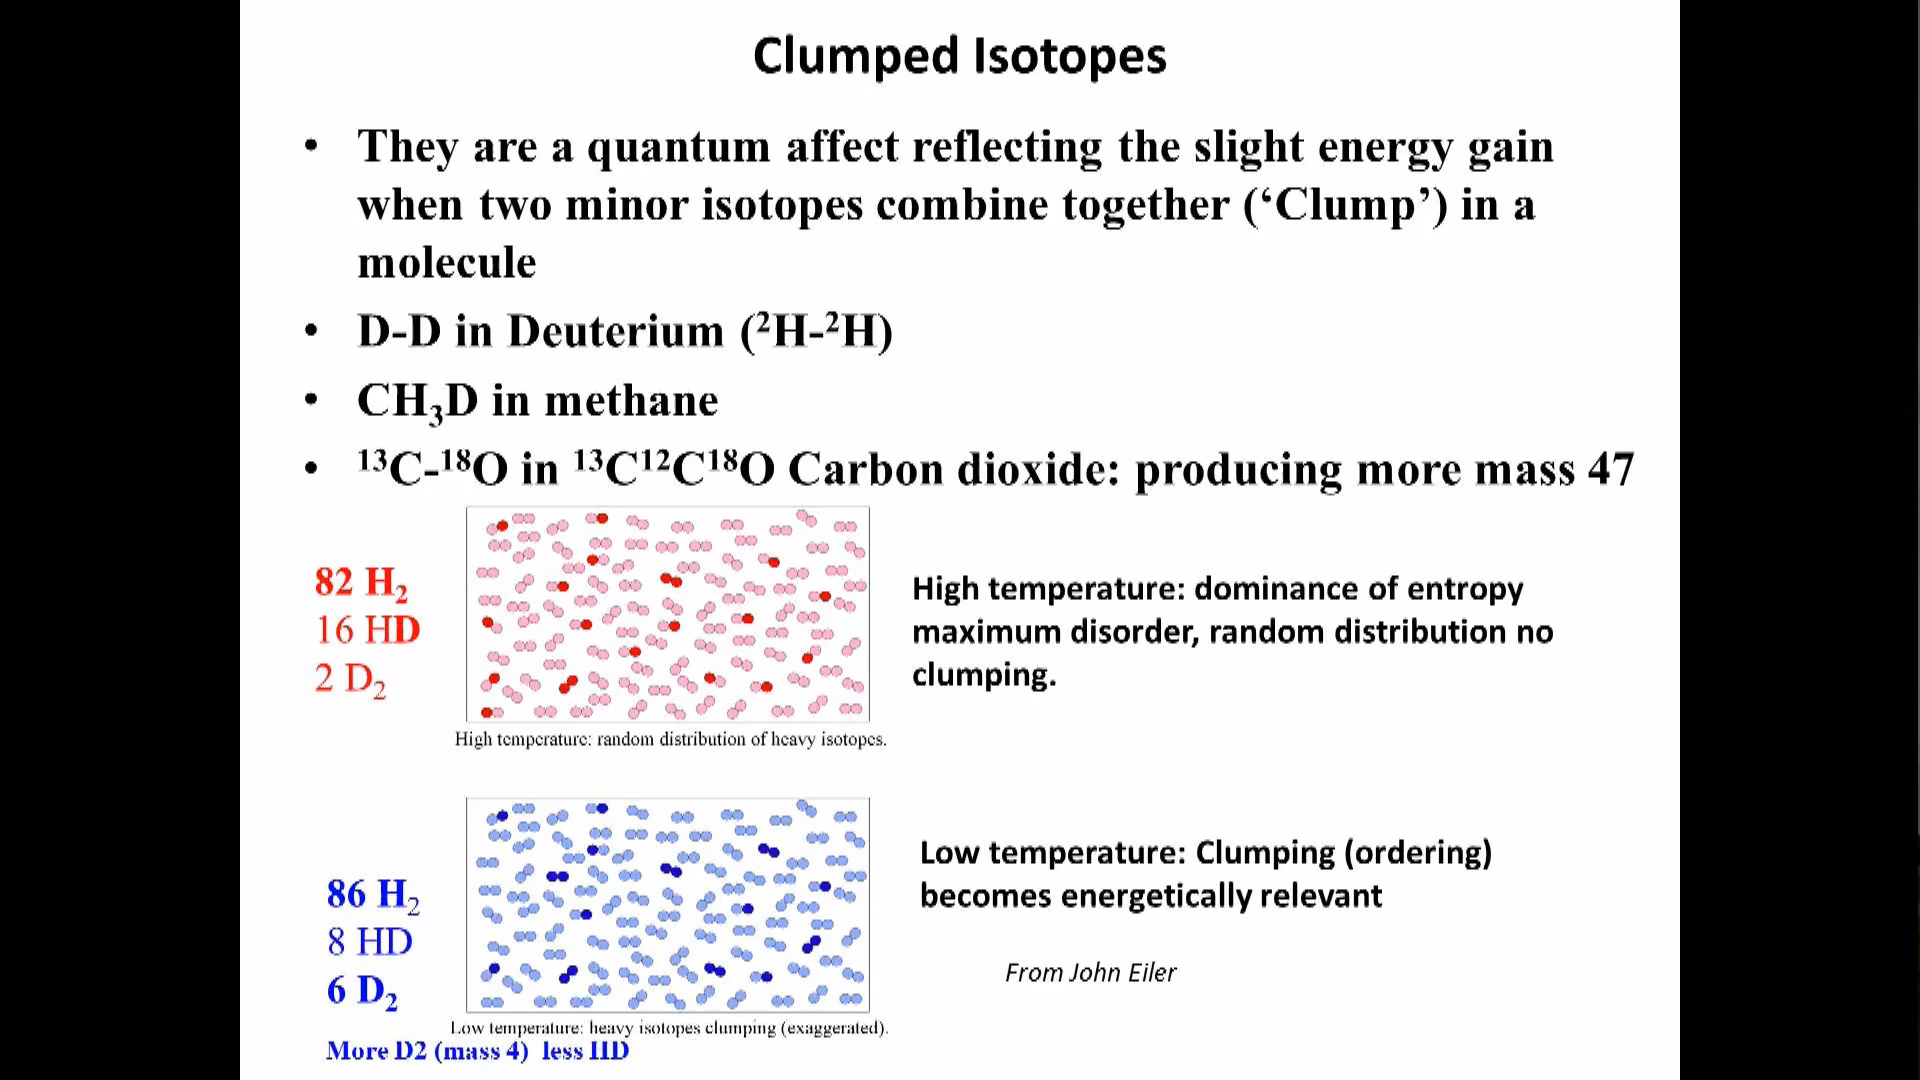 Clumped Isotopes
• They are a quantum affect reflecting the slight energy gain
when two minor isotopes combine together (‘Clump’) in a
molecule
• D-D in Deuterium (²H-²H)
• CH₃D in methane
• ¹³C-¹⁸O in ¹³C¹²C¹⁸O Carbon dioxide: producing more mass 47
82 H₂
16 HD
2 D₂
High temperature: random distribution of heavy isotopes.
High temperature: dominance of entropy
maximum disorder, random distribution no
clumping.
86 H₂
8 HD
6 D₂
Low temperature: heavy isotopes clumping (exaggerated).
More D2 (mass 4) less HD
Low temperature: Clumping (ordering)
becomes energetically relevant
From John Eiler